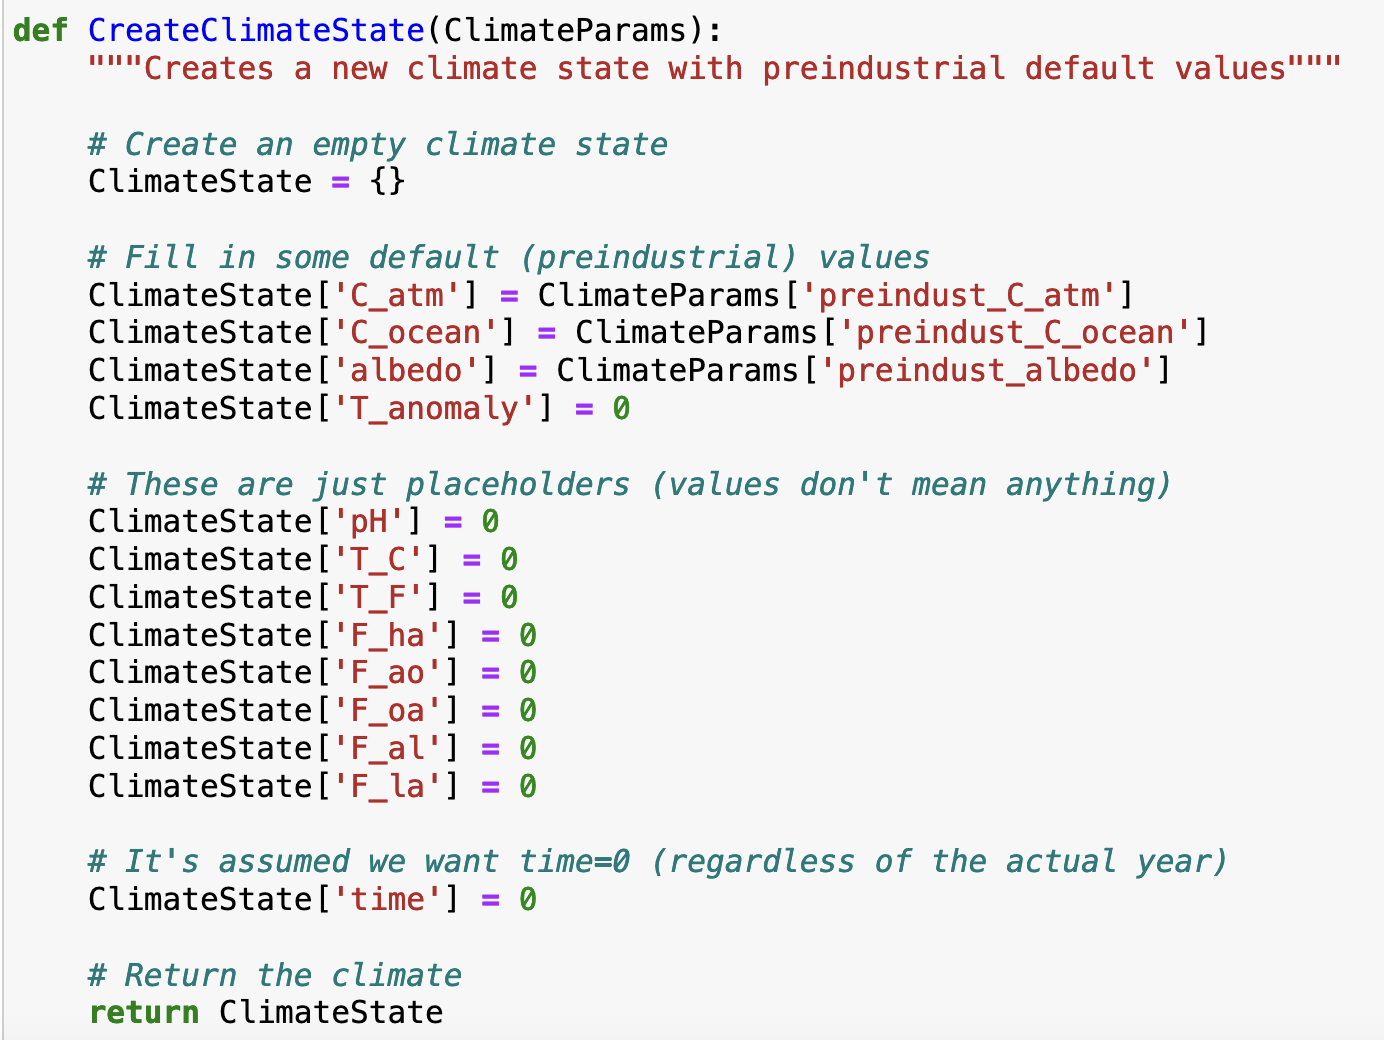 def CreateClimateState(ClimateParams):
    """Creates a new climate state with preindustrial default values"""

    # Create an empty climate state
    ClimateState = {}

    # Fill in some default (preindustrial) values
    ClimateState['C_atm'] = ClimateParams['preindust_C_atm']
    ClimateState['C_ocean'] = ClimateParams['preindust_C_ocean']
    ClimateState['albedo'] = ClimateParams['preindust_albedo']
    ClimateState['T_anomaly'] = 0

    # These are just placeholders (values don't mean anything)
    ClimateState['pH'] = 0
    ClimateState['T_C'] = 0
    ClimateState['T_F'] = 0
    ClimateState['F_ha'] = 0
    ClimateState['F_ao'] = 0
    ClimateState['F_oa'] = 0
    ClimateState['F_al'] = 0
    ClimateState['F_la'] = 0

    # It's assumed we want time=0 (regardless of the actual year)
    ClimateState['time'] = 0

    # Return the climate
    return ClimateState